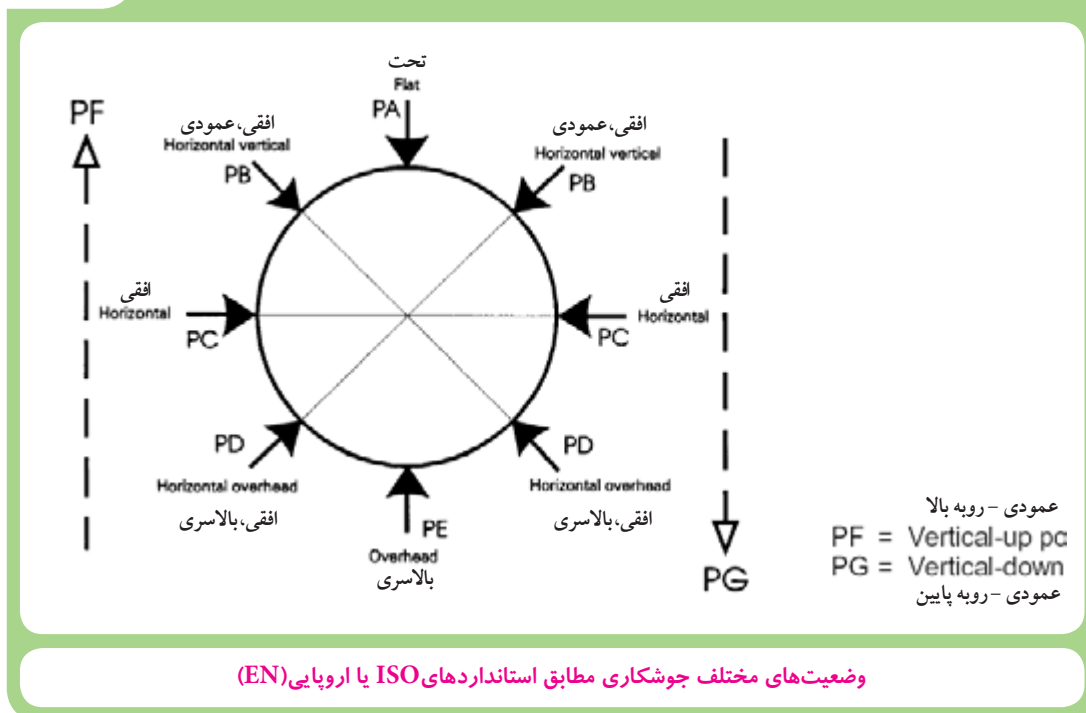 تحت
Flat
PA
PF
افقی،عمودی
Horizontal vertical
PB
افقی،عمودی
Horizontal vertical
PB
افقی
Horizontal
PC
افقی
Horizontal
PC
PD
Horizontal overhead
افقی،بالاسری
PD
Horizontal overhead
افقی،بالاسری
PE
Overhead
بالاسری
PG
عمودی – روبه بالا
PF = Vertical-up pc
PG = Vertical-down
عمودی – روبه پایین
وضعیت‌های مختلف جوشکاری مطابق استانداردهای ISO یا اروپایی(EN)